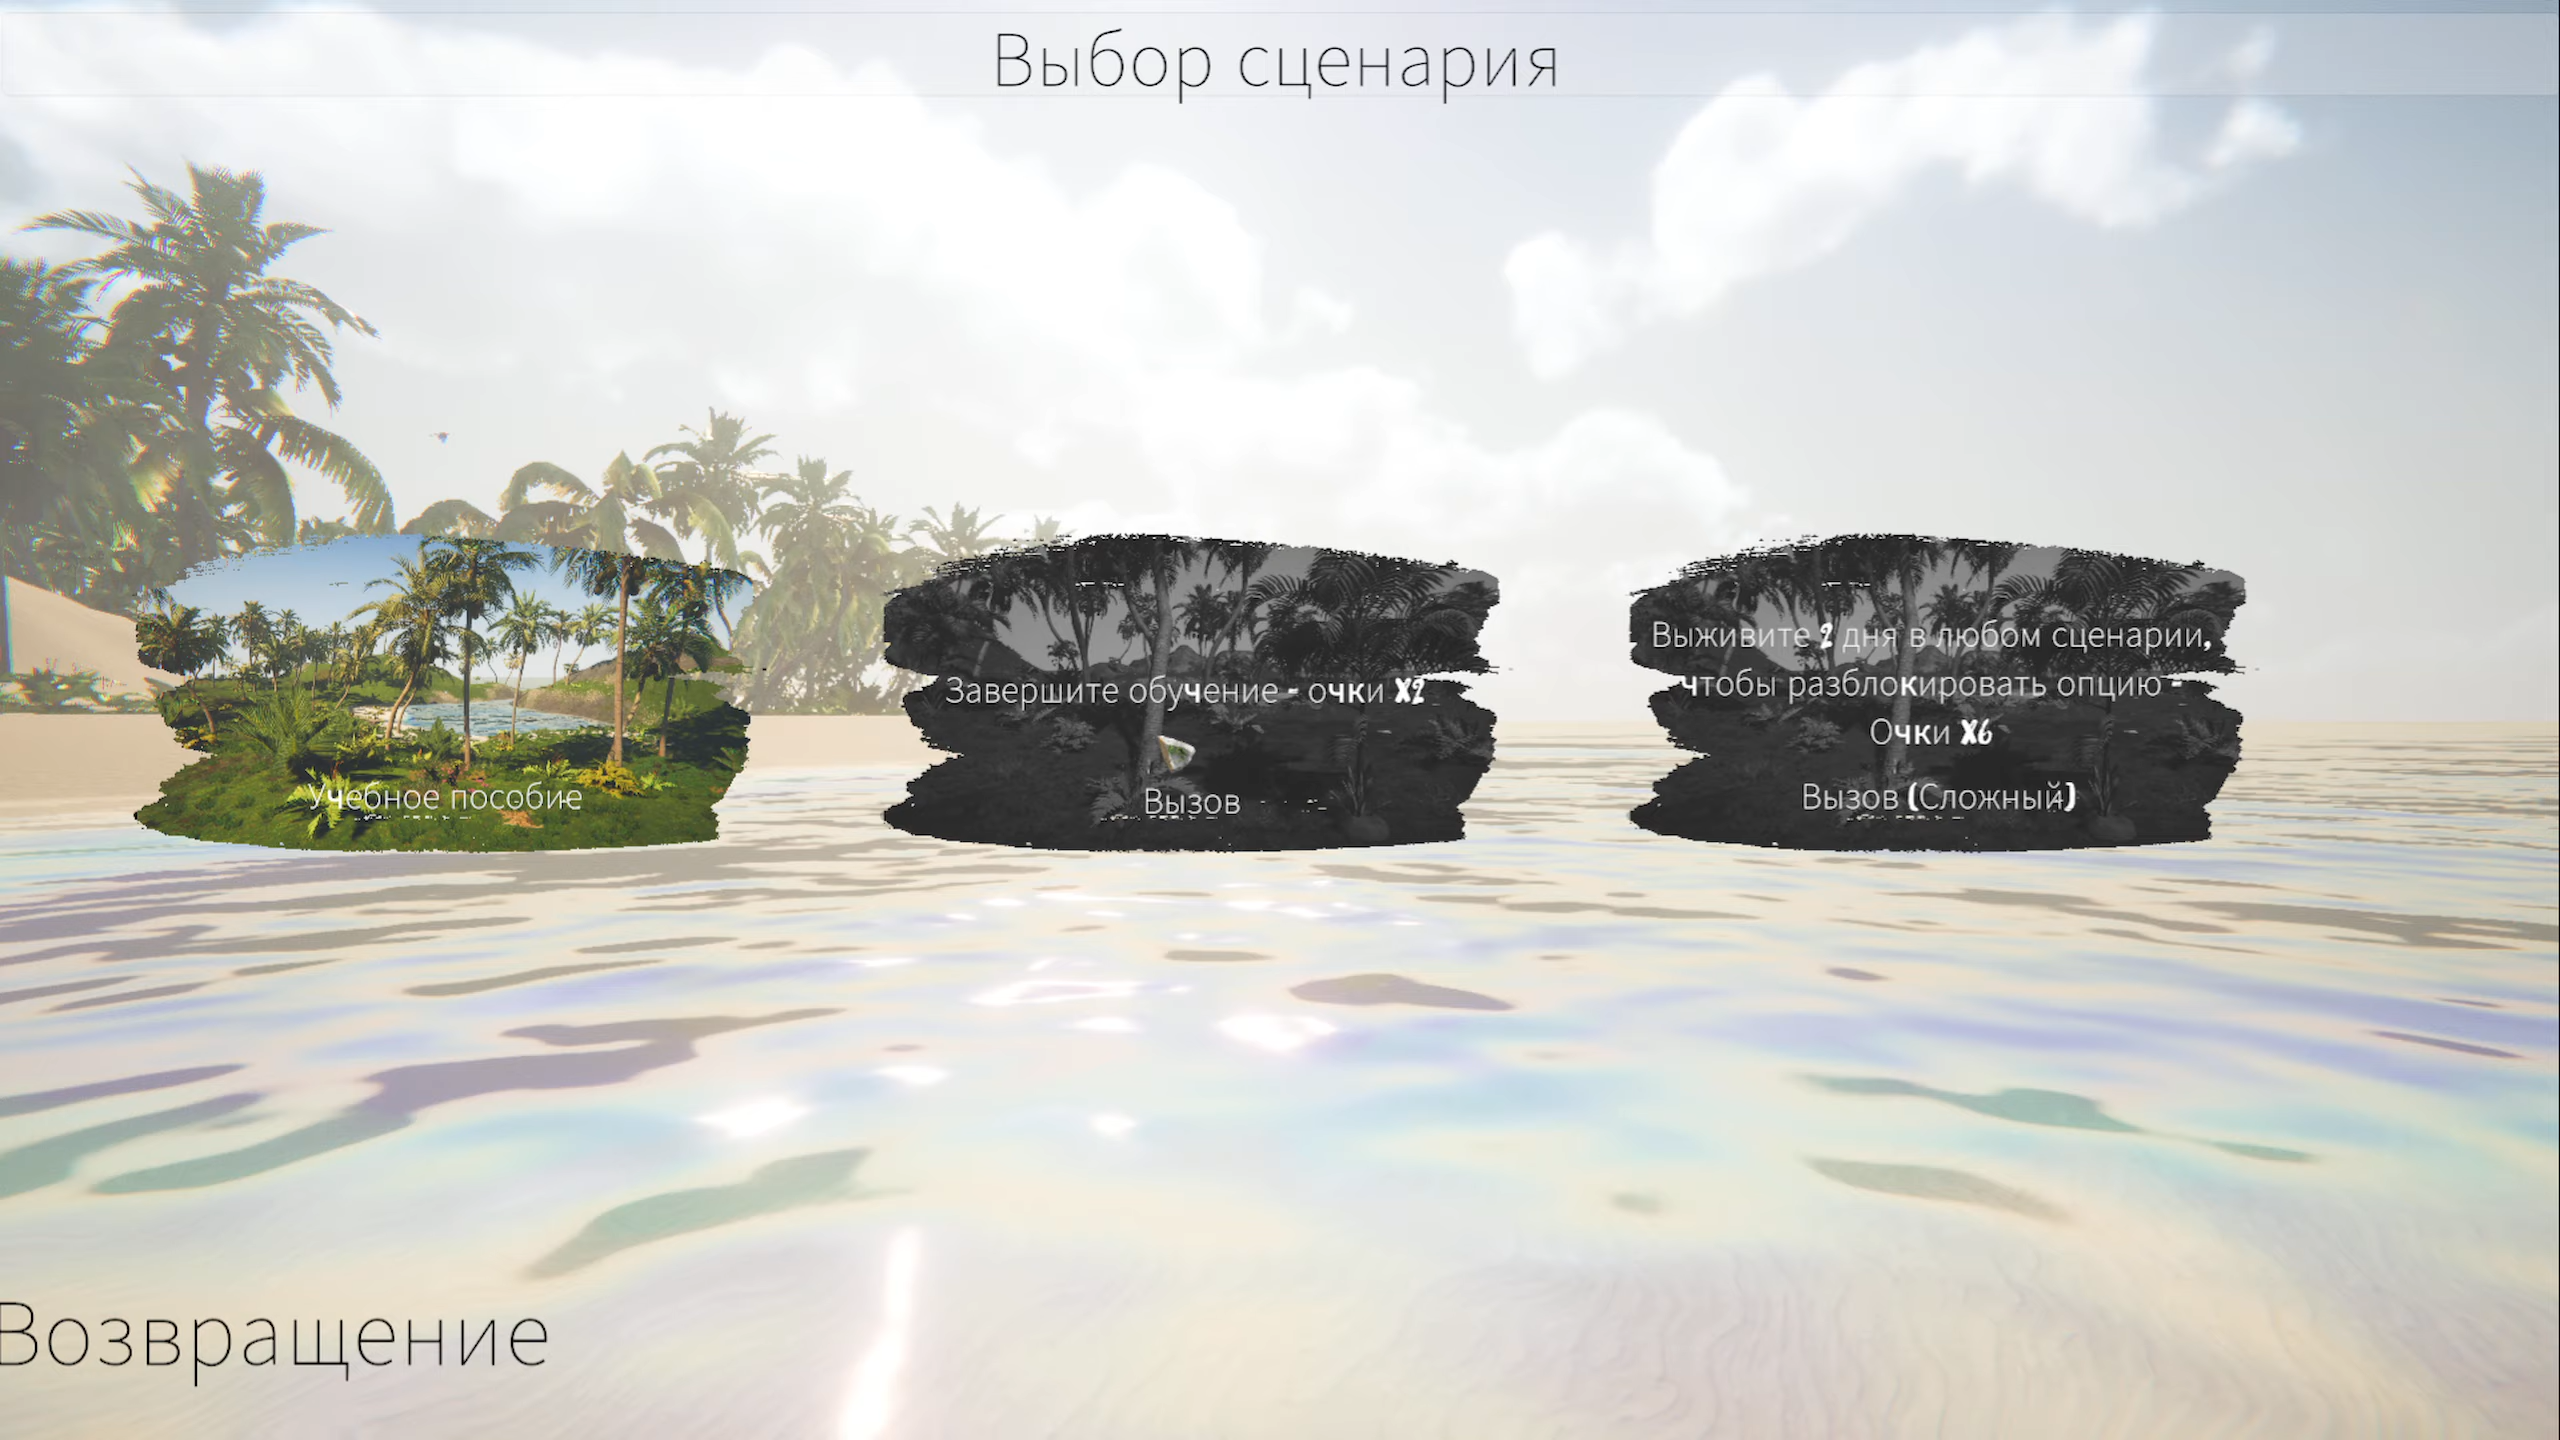 Выбор сценария
Завершите обучение - очки X2
Выживите 2 дня в любом сценарии,
чтобы разблокировать опцию -
Очки X6
Учебное пособие
Вызов
Вызов (Сложный)
Возвращение